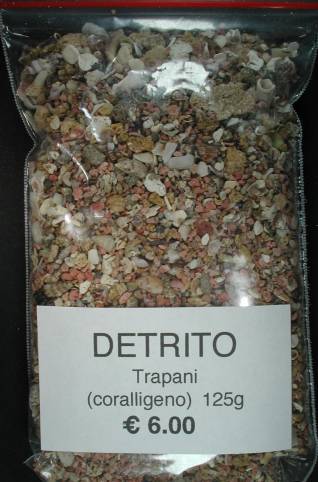 DETRITO
Trapani
(coralligeno) 125g
€ 6.00